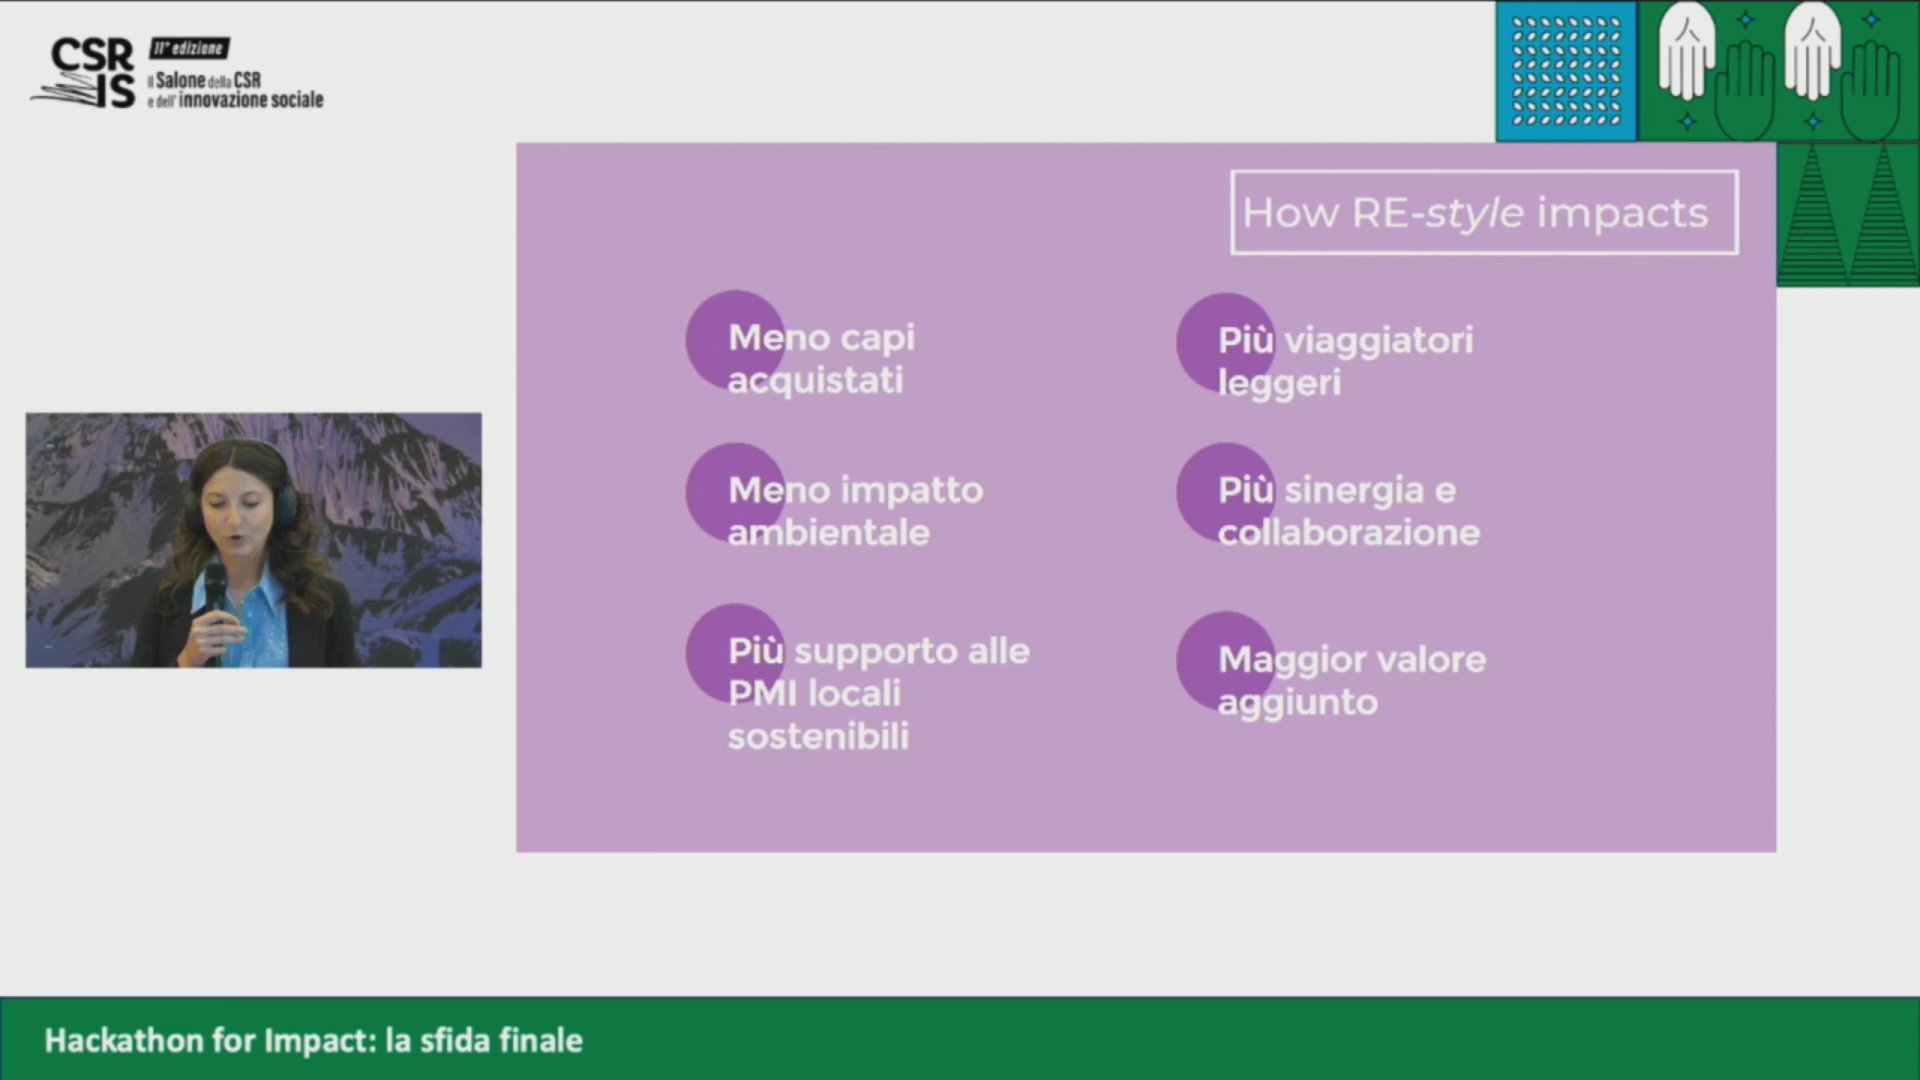 CSR
IS
11° edizione
il Salone della CSR
e dell'innovazione sociale
How RE-style impacts
Meno capi
acquistati
Meno impatto
ambientale
Più supporto alle
PMI locali
sostenibili
Più viaggiatori
leggeri
Più sinergia e
collaborazione
Maggior valore
aggiunto
Hackathon for Impact: la sfida finale